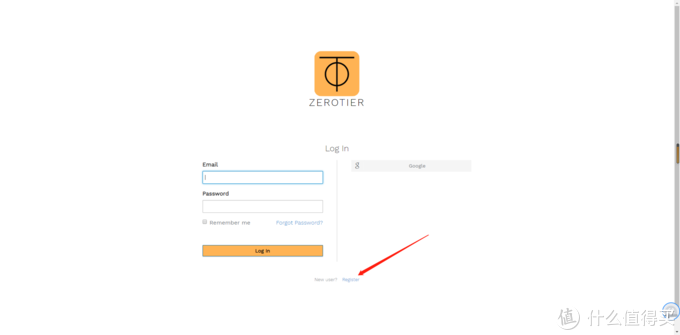 ZEROTIER
Log In
Email
Password
Remember me
Forgot Password?
Log In
Google
New user? Register
值 什么值得买